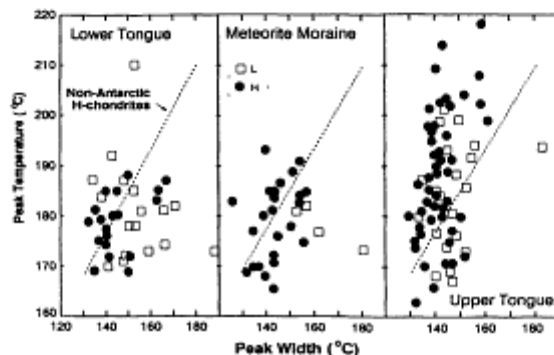 Lower Tongue
Meteorite Moraine
Upper Tongue
Non-Antarctic
H-chondrites
L
H
Peak Temperature (°C)
220
210
200
190
180
170
160
120 140 160 180
140 160 180
140 160 180
Peak Width (°C)